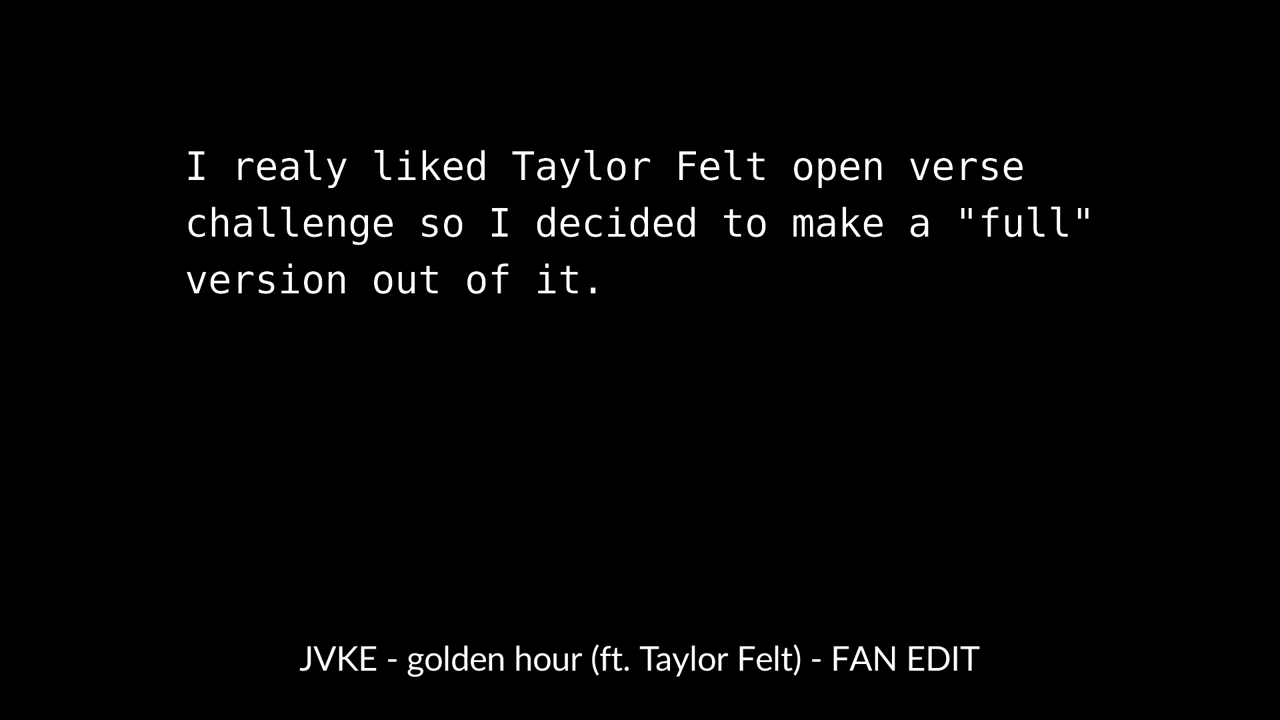 I realy liked Taylor Felt open verse
challenge so I decided to make a "full"
version out of it.
JVKE - golden hour (ft. Taylor Felt) - FAN EDIT